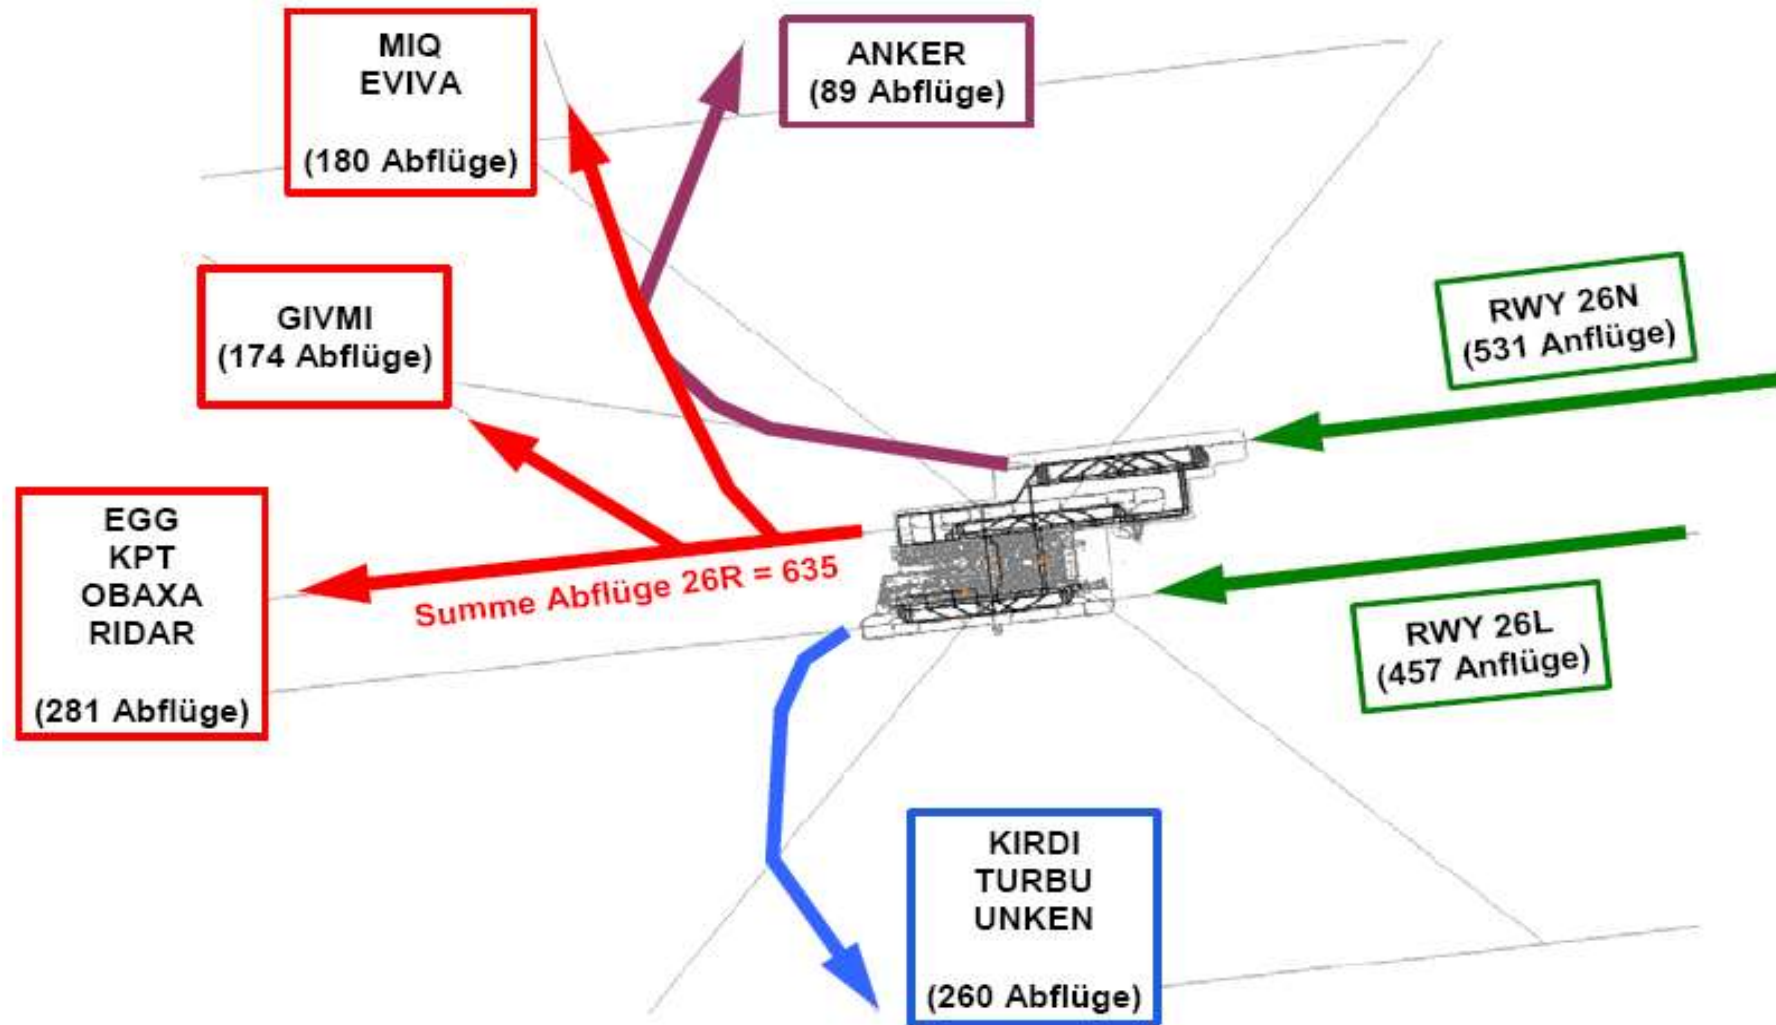 MIQ
EVIVA
(180 Abflüge)
ANKER
(89 Abflüge)
GIVMI
(174 Abflüge)
RWY 26N
(531 Anflüge)
EGG
KPT
OBAXA
RIDAR
(281 Abflüge)
Summe Abflüge 26R = 635
RWY 26L
(457 Anflüge)
KIRDI
TURBU
UNKEN
(260 Abflüge)